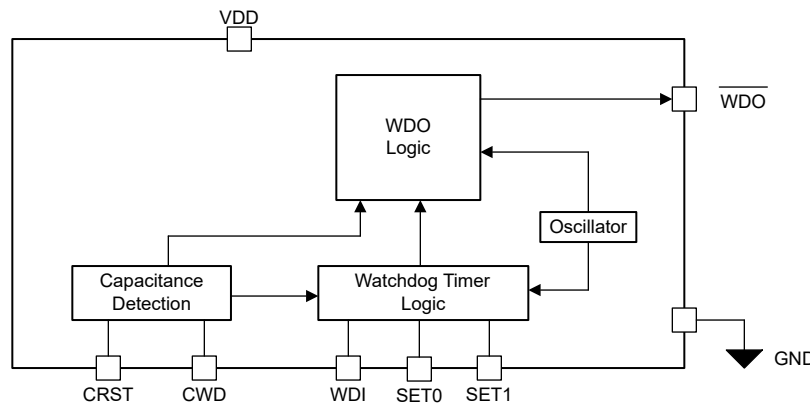 VDD
WDO
WDO
Logic
Oscillator
Capacitance
Detection
Watchdog Timer
Logic
GND
CRST
CWD
WDI
SET0
SET1